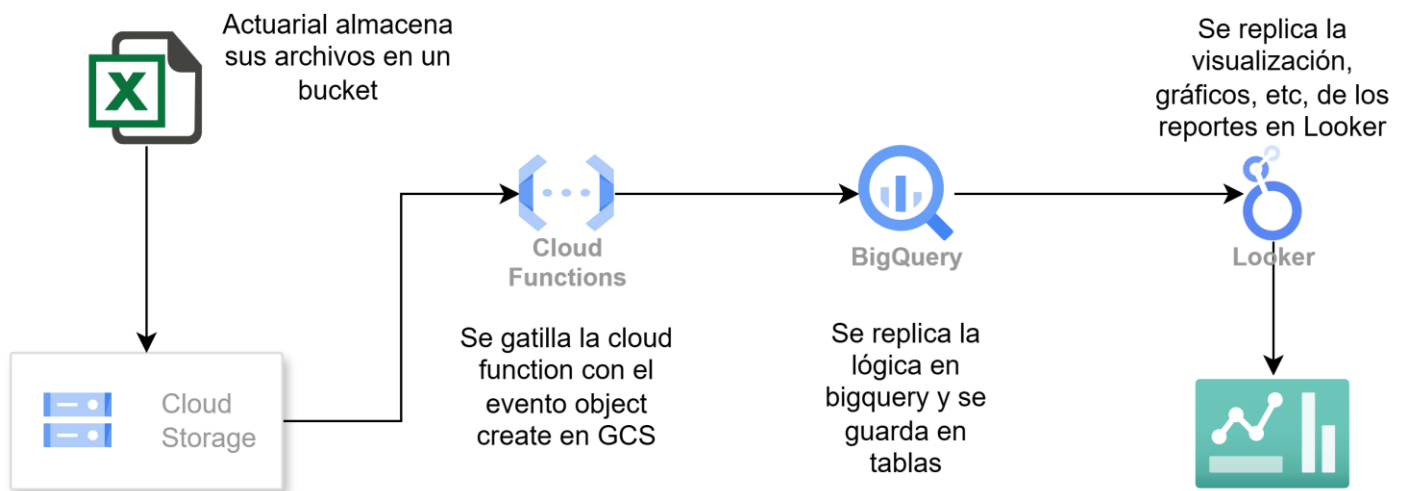 Actuarial almacena
sus archivos en un
bucket
Se replica la
visualización,
gráficos, etc, de los
reportes en Looker
Cloud
Functions
BigQuery
Looker
Se gatilla la cloud
function con el
evento object
create en GCS
Se replica la
lógica en
bigquery y se
guarda en
tablas
Cloud
Storage